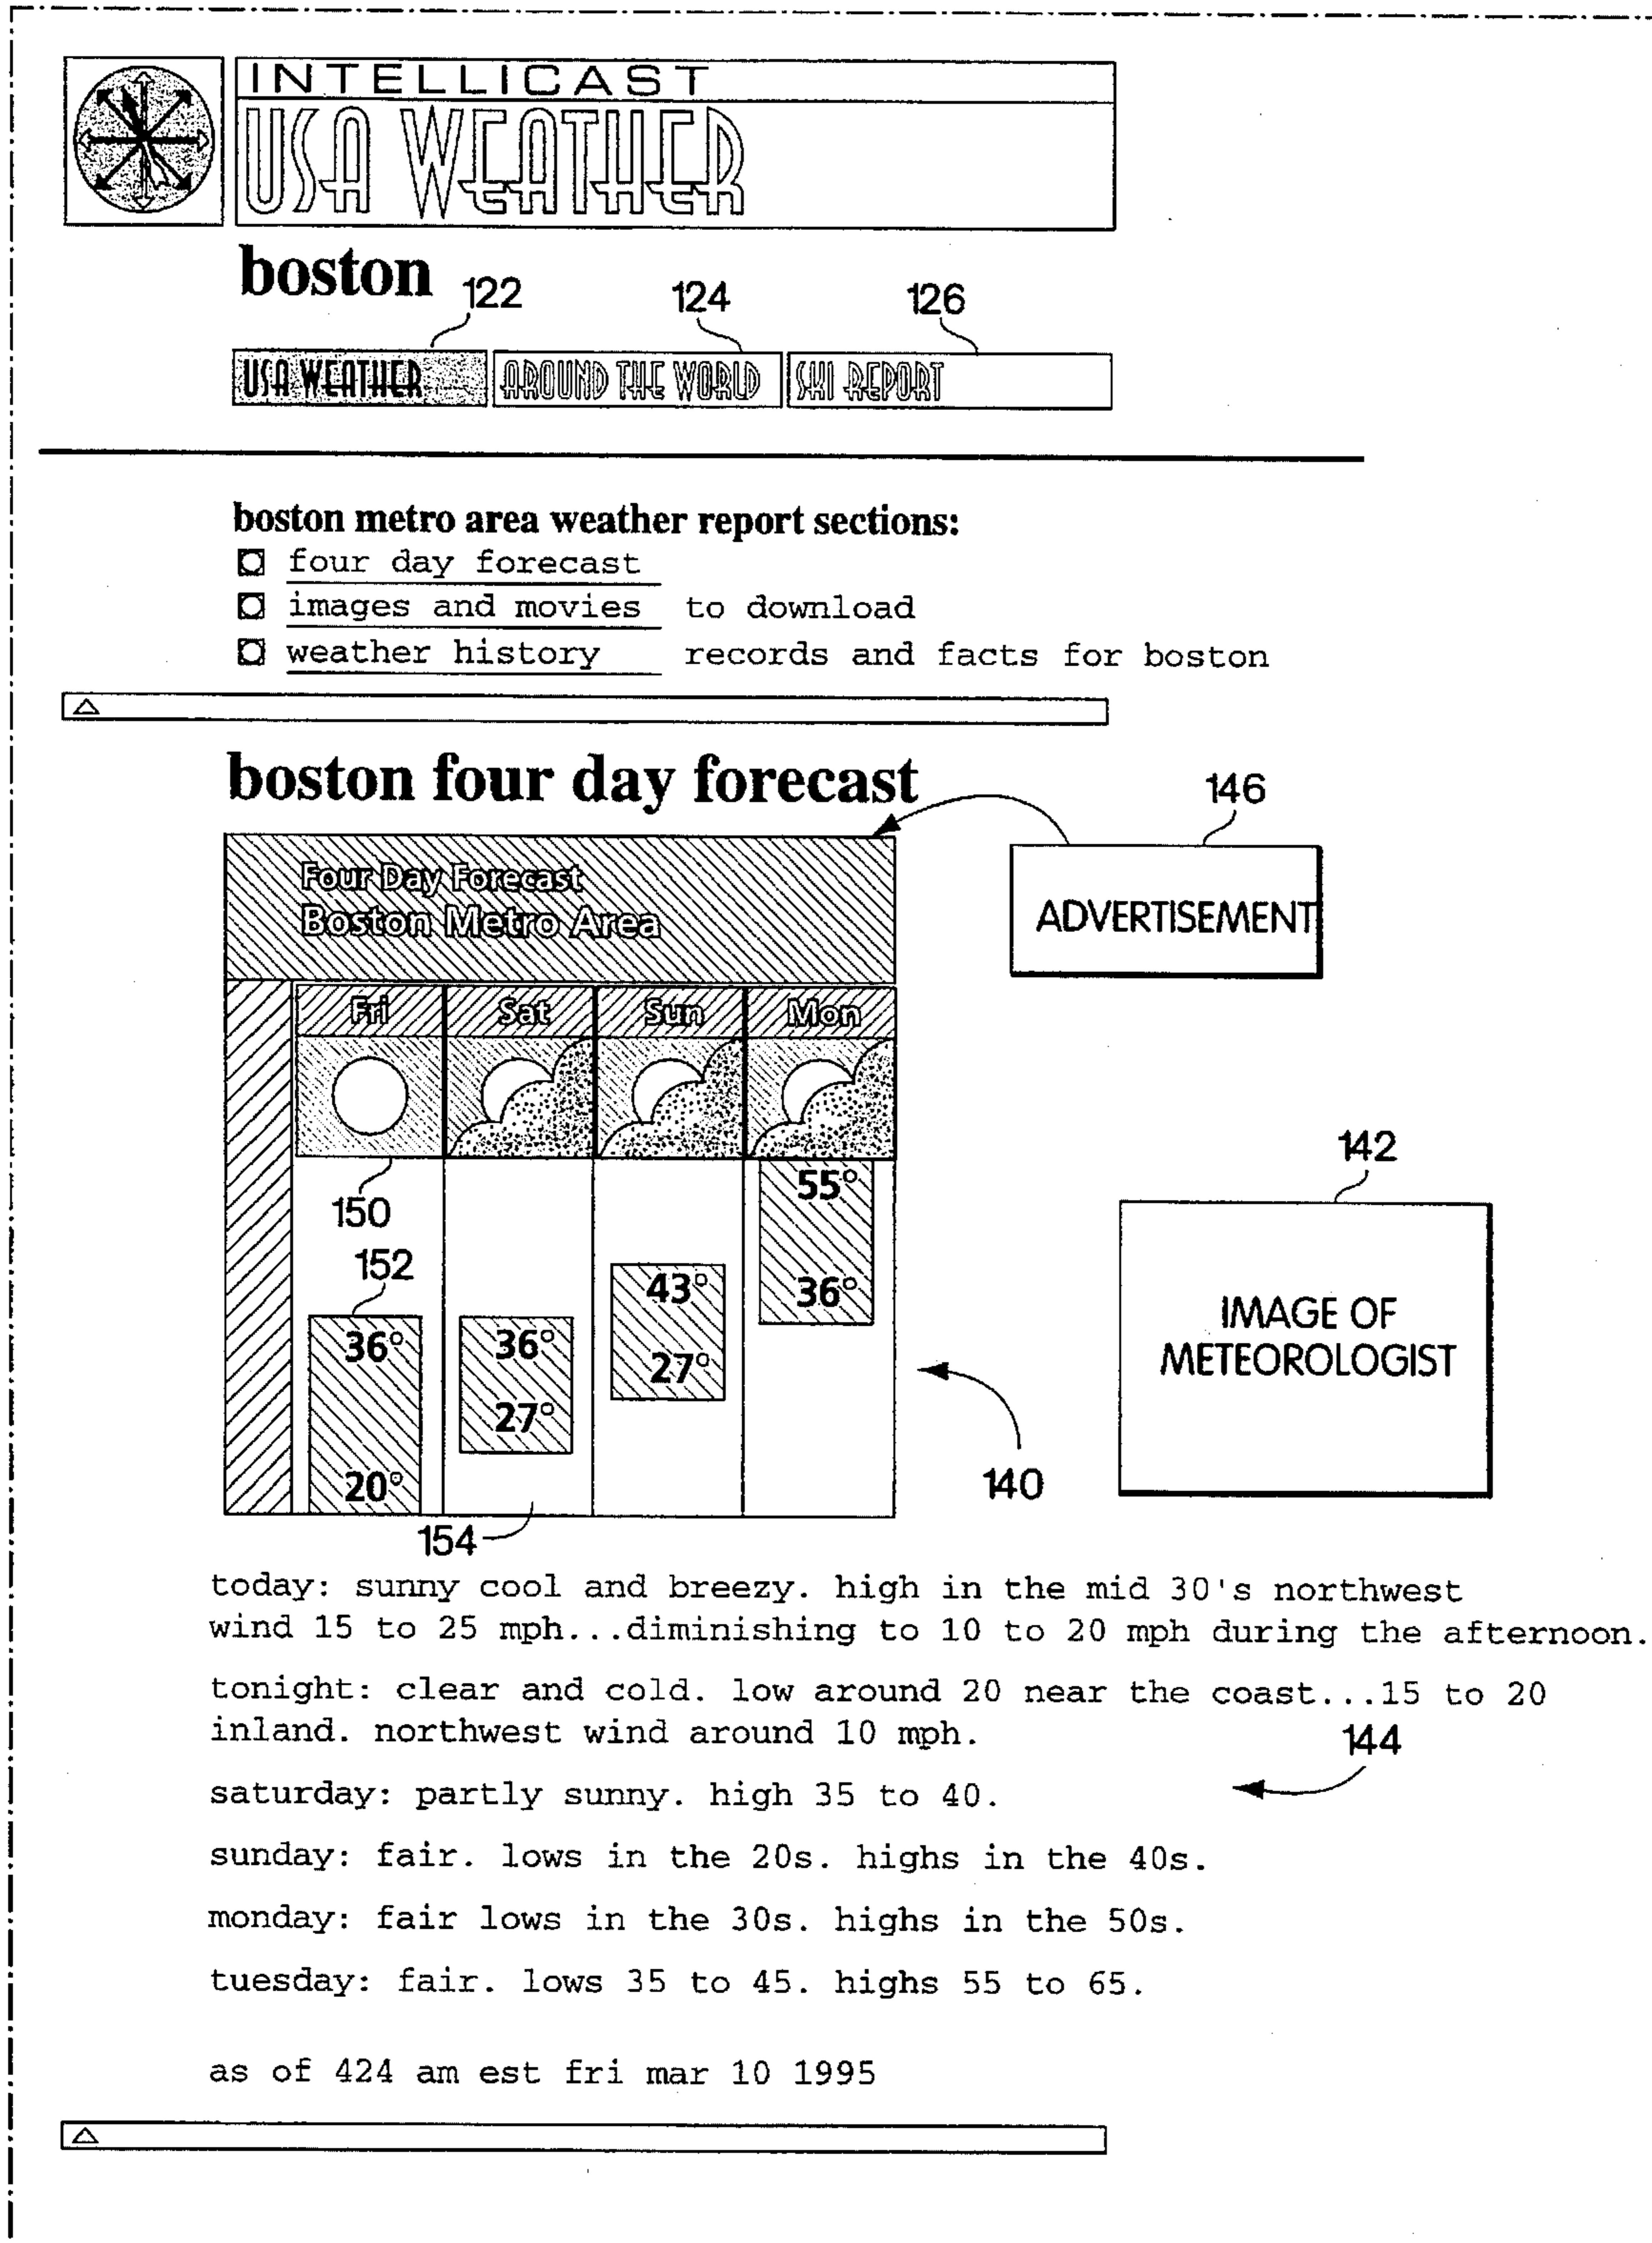 INTELLICAST
USA WEATHER
boston
122
124
126
USA WEATHER
AROUND THE WORLD
SKI REPORT
boston metro area weather report sections:
four day forecast
images and movies to download
weather history records and facts for boston
boston four day forecast
146
Four Day Forecast
Boston Metro Area
ADVERTISEMENT
Fri Sat Sun Mon
142
150
55°
152
43°
36°
36° 36°
27°
27°
20°
IMAGE OF
METEOROLOGIST
140
154
today: sunny cool and breezy. high in the mid 30's northwest
wind 15 to 25 mph...diminishing to 10 to 20 mph during the afternoon.
tonight: clear and cold. low around 20 near the coast...15 to 20
inland. northwest wind around 10 mph.
144
saturday: partly sunny. high 35 to 40.
sunday: fair. lows in the 20s. highs in the 40s.
monday: fair lows in the 30s. highs in the 50s.
tuesday: fair. lows 35 to 45. highs 55 to 65.
as of 424 am est fri mar 10 1995